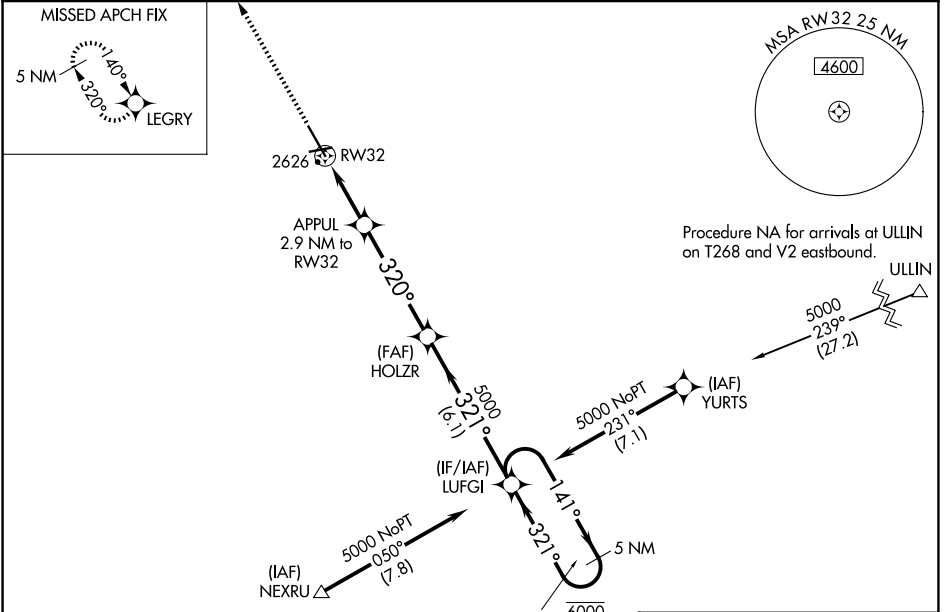 MISSED APCH FIX
5 NM
140°
320°
LEGRY
MSA RW32 25 NM
4600
2626
RW32
APPUL
2.9 NM to
RW32
Procedure NA for arrivals at ULLIN
on T268 and V2 eastbound.
ULLIN
5000
239°
(27.2)
320°
(FAF)
HOLZR
(IAF)
YURTS
5000 NoPT
231°
(7.1)
5000
321°
(6.1)
(IF/IAF)
LUFGI
141°
321°
5 NM
5000 NoPT
050°
(7.8)
(IAF)
NEXRU
6000